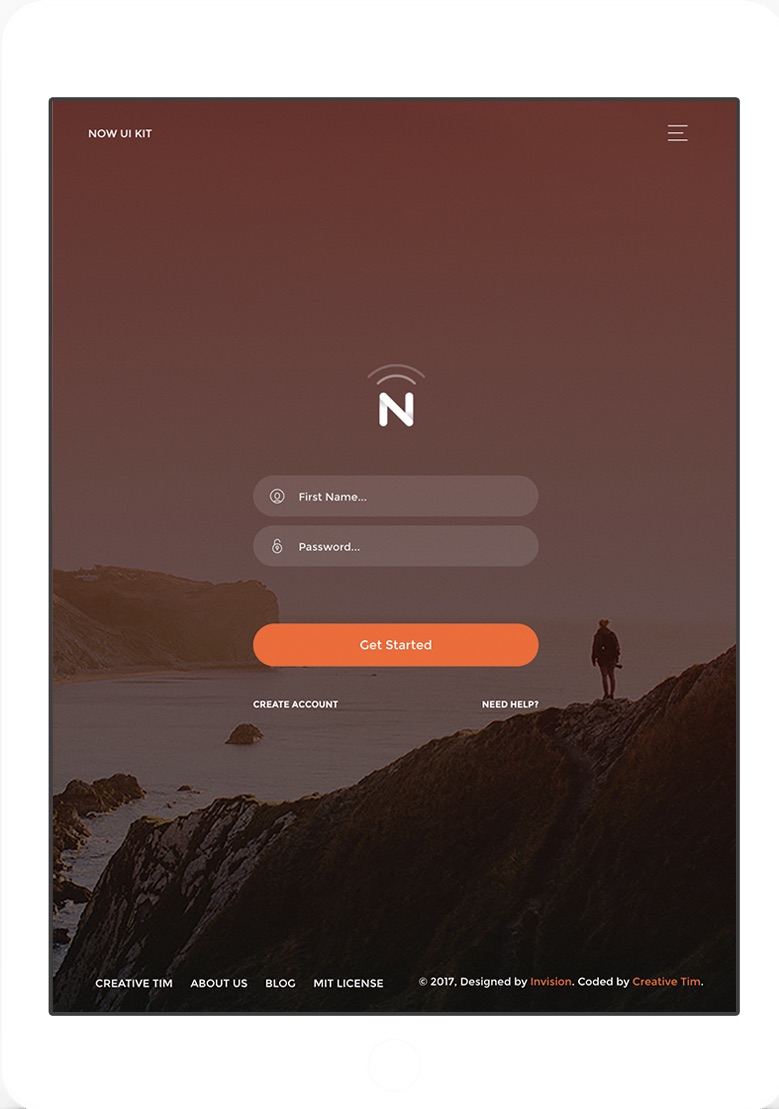 NOW UI KIT
N
First Name...
Password...
Get Started
CREATE ACCOUNT NEED HELP?
CREATIVE TIM ABOUT US BLOG MIT LICENSE © 2017, Designed by Invision. Coded by Creative Tim.